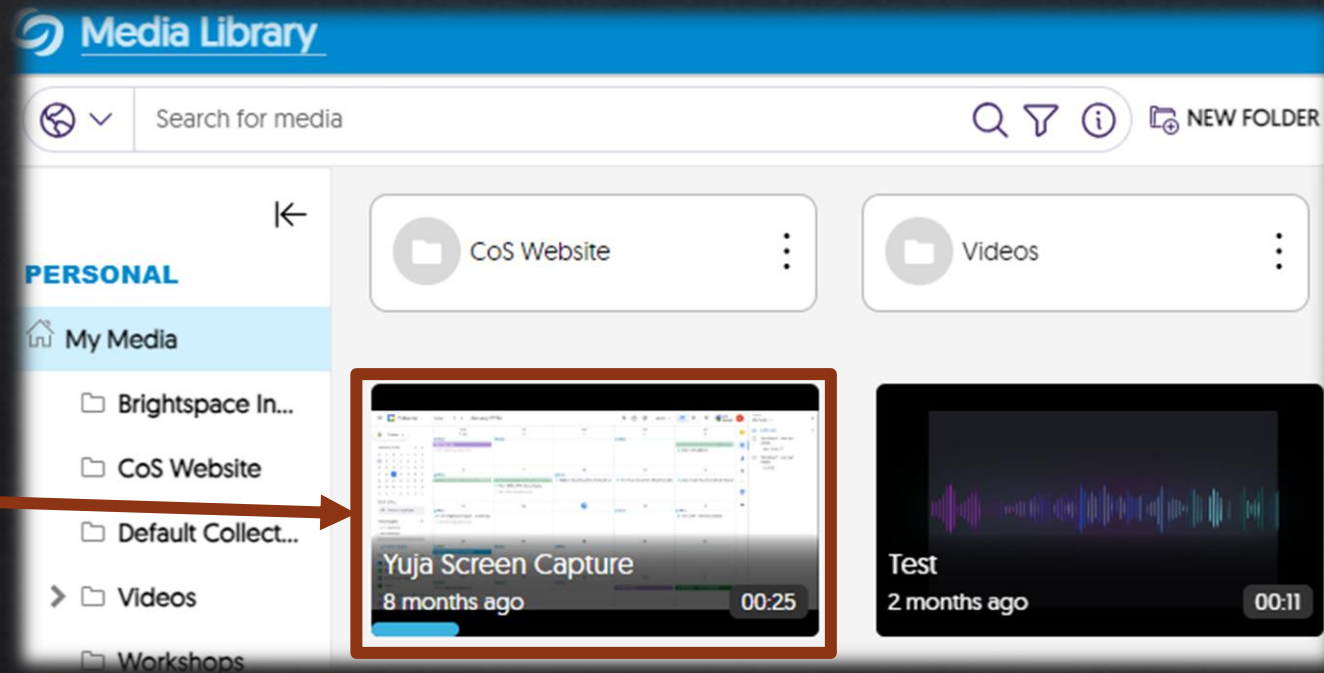 Media Library
Search for media
NEW FOLDER
PERSONAL
My Media
Brightspace In...
CoS Website
Default Collect...
Videos
Workshops
CoS Website
Videos
Yuja Screen Capture
8 months ago
00:25
Test
2 months ago
00:11